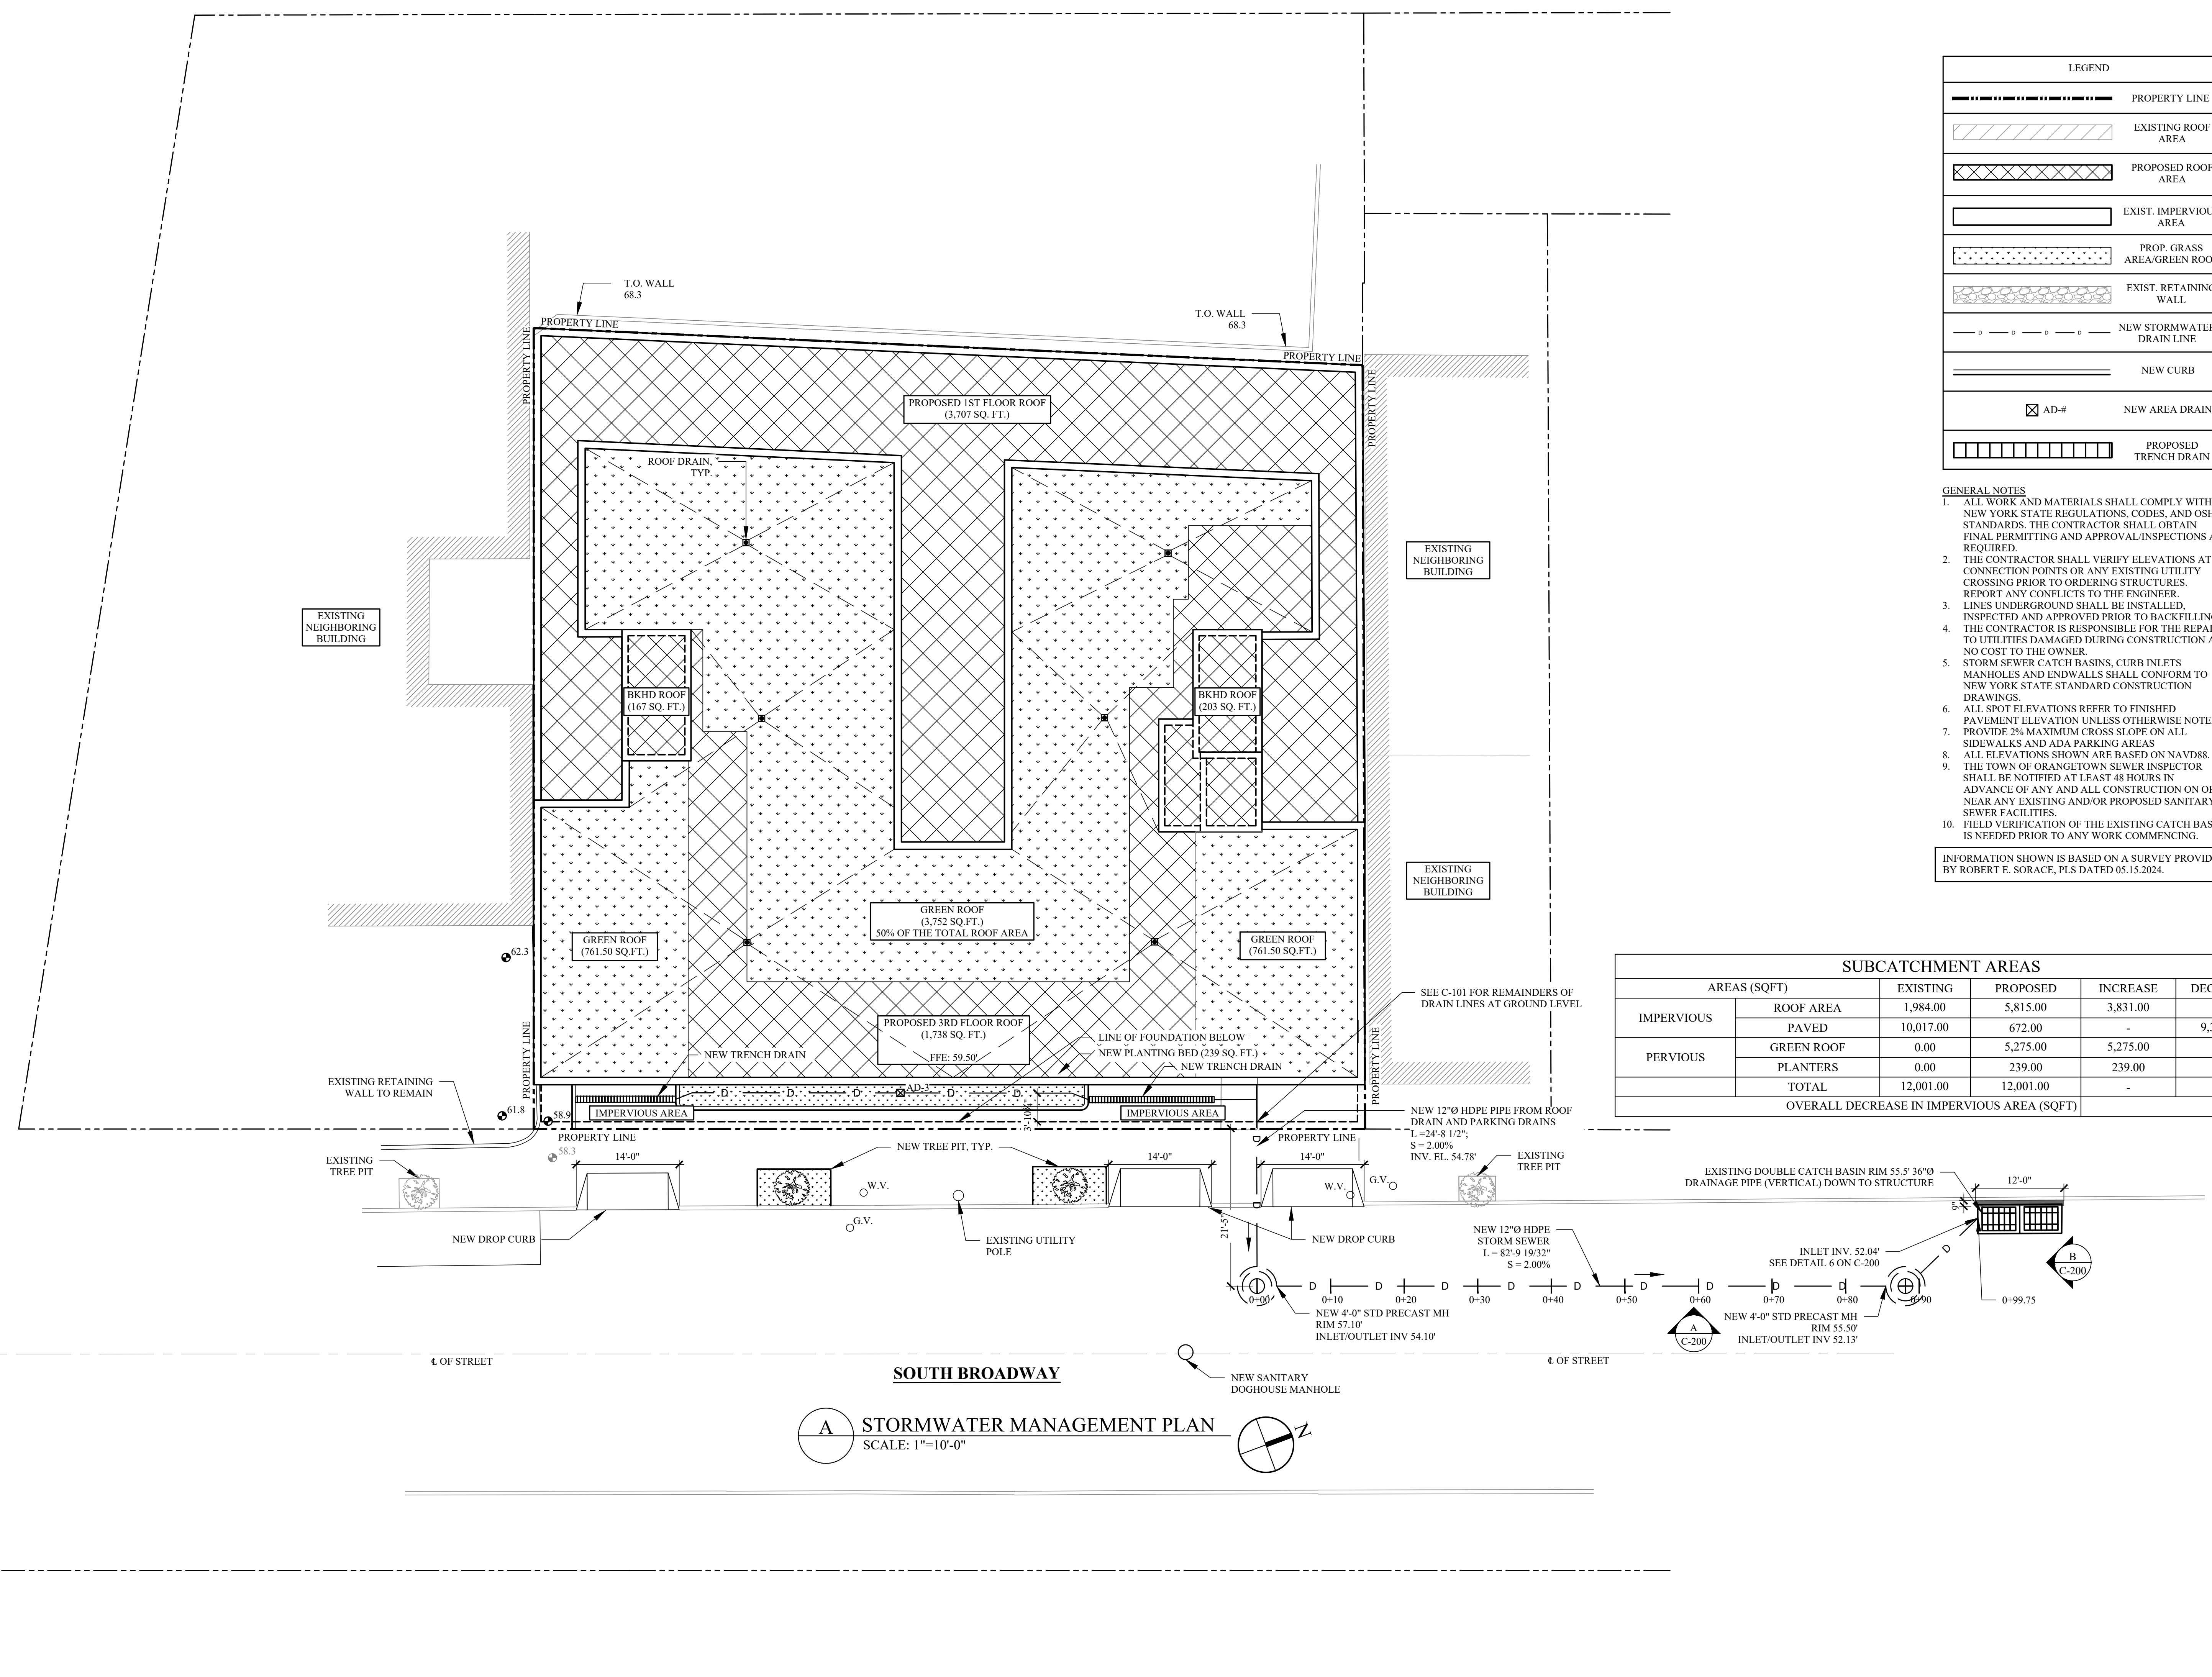 T.O. WALL
68.3
T.O. WALL
68.3
PROPERTY LINE
PROPERTY LINE
PROPERTY LINE
PROPERTY LINE
PROPOSED 1ST FLOOR ROOF
(3,707 SQ. FT.)
ROOF DRAIN,
TYP.
EXISTING
NEIGHBORING
BUILDING
EXISTING
NEIGHBORING
BUILDING
EXISTING
NEIGHBORING
BUILDING
BKHD ROOF
(167 SQ. FT.)
BKHD ROOF
(203 SQ. FT.)
GREEN ROOF
(3,752 SQ.FT.)
50% OF THE TOTAL ROOF AREA
GREEN ROOF
(761.50 SQ.FT.)
GREEN ROOF
(761.50 SQ.FT.)
62.3
SEE C-101 FOR REMAINDERS OF
DRAIN LINES AT GROUND LEVEL
PROPOSED 3RD FLOOR ROOF
(1,738 SQ. FT.)
FFE: 59.50'
LINE OF FOUNDATION BELOW
NEW PLANTING BED (239 SQ. FT.)
NEW TRENCH DRAIN
NEW TRENCH DRAIN
PROPERTY LINE
PROPERTY LINE
EXISTING RETAINING
WALL TO REMAIN
D D D AD-3 D D
61.8
58.9
IMPERVIOUS AREA
IMPERVIOUS AREA
3'-10¼"
PROPERTY LINE
PROPERTY LINE
58.3
NEW 12"Ø HDPE PIPE FROM ROOF
DRAIN AND PARKING DRAINS
L =24'-8 1/2";
S = 2.00%
INV. EL. 54.78'
D
D
EXISTING
TREE PIT
14'-0"
NEW TREE PIT, TYP.
14'-0"
14'-0"
EXISTING
TREE PIT
W.V.
G.V.
W.V.
G.V.
NEW DROP CURB
EXISTING UTILITY
POLE
21'-5"
NEW DROP CURB
NEW 12"Ø HDPE
STORM SEWER
L = 82'-9 19/32"
S = 2.00%
EXISTING DOUBLE CATCH BASIN RIM 55.5' 36"Ø
DRAINAGE PIPE (VERTICAL) DOWN TO STRUCTURE
12'-0"
9"
INLET INV. 52.04'
SEE DETAIL 6 ON C-200
B
C-200
D D D D D D D D D D
0+00 0+10 0+20 0+30 0+40 0+50 0+60 0+70 0+80 0+90
0+99.75
NEW 4'-0" STD PRECAST MH
RIM 57.10'
INLET/OUTLET INV 54.10'
A
C-200
NEW 4'-0" STD PRECAST MH
RIM 55.50'
INLET/OUTLET INV 52.13'
℄ OF STREET
℄ OF STREET
SOUTH BROADWAY
NEW SANITARY
DOGHOUSE MANHOLE
A STORMWATER MANAGEMENT PLAN
SCALE: 1"=10'-0"
N
LEGEND
PROPERTY LINE
EXISTING ROOF
AREA
PROPOSED ROOF
AREA
EXIST. IMPERVIOU
AREA
PROP. GRASS
AREA/GREEN ROO
EXIST. RETAINING
WALL
D D D D NEW STORMWATER
DRAIN LINE
NEW CURB
AD-# NEW AREA DRAIN
PROPOSED
TRENCH DRAIN
GENERAL NOTES
1. ALL WORK AND MATERIALS SHALL COMPLY WITH
NEW YORK STATE REGULATIONS, CODES, AND OSH
STANDARDS. THE CONTRACTOR SHALL OBTAIN
FINAL PERMITTING AND APPROVAL/INSPECTIONS A
REQUIRED.
2. THE CONTRACTOR SHALL VERIFY ELEVATIONS AT
CONNECTION POINTS OR ANY EXISTING UTILITY
CROSSING PRIOR TO ORDERING STRUCTURES.
REPORT ANY CONFLICTS TO THE ENGINEER.
3. LINES UNDERGROUND SHALL BE INSTALLED,
INSPECTED AND APPROVED PRIOR TO BACKFILLING
4. THE CONTRACTOR IS RESPONSIBLE FOR THE REPAI
TO UTILITIES DAMAGED DURING CONSTRUCTION A
NO COST TO THE OWNER.
5. STORM SEWER CATCH BASINS, CURB INLETS
MANHOLES AND ENDWALLS SHALL CONFORM TO
NEW YORK STATE STANDARD CONSTRUCTION
DRAWINGS.
6. ALL SPOT ELEVATIONS REFER TO FINISHED
PAVEMENT ELEVATION UNLESS OTHERWISE NOTE
7. PROVIDE 2% MAXIMUM CROSS SLOPE ON ALL
SIDEWALKS AND ADA PARKING AREAS
8. ALL ELEVATIONS SHOWN ARE BASED ON NAVD88.
9. THE TOWN OF ORANGETOWN SEWER INSPECTOR
SHALL BE NOTIFIED AT LEAST 48 HOURS IN
ADVANCE OF ANY AND ALL CONSTRUCTION ON OR
NEAR ANY EXISTING AND/OR PROPOSED SANITARY
SEWER FACILITIES.
10. FIELD VERIFICATION OF THE EXISTING CATCH BAS
IS NEEDED PRIOR TO ANY WORK COMMENCING.
INFORMATION SHOWN IS BASED ON A SURVEY PROVID
BY ROBERT E. SORACE, PLS DATED 05.15.2024.
SUBCATCHMENT AREAS
AREAS (SQFT) EXISTING PROPOSED INCREASE DEC
IMPERVIOUS ROOF AREA 1,984.00 5,815.00 3,831.00
PAVED 10,017.00 672.00 - 9,3
PERVIOUS GREEN ROOF 0.00 5,275.00 5,275.00
PLANTERS 0.00 239.00 239.00
TOTAL 12,001.00 12,001.00 -
OVERALL DECREASE IN IMPERVIOUS AREA (SQFT)